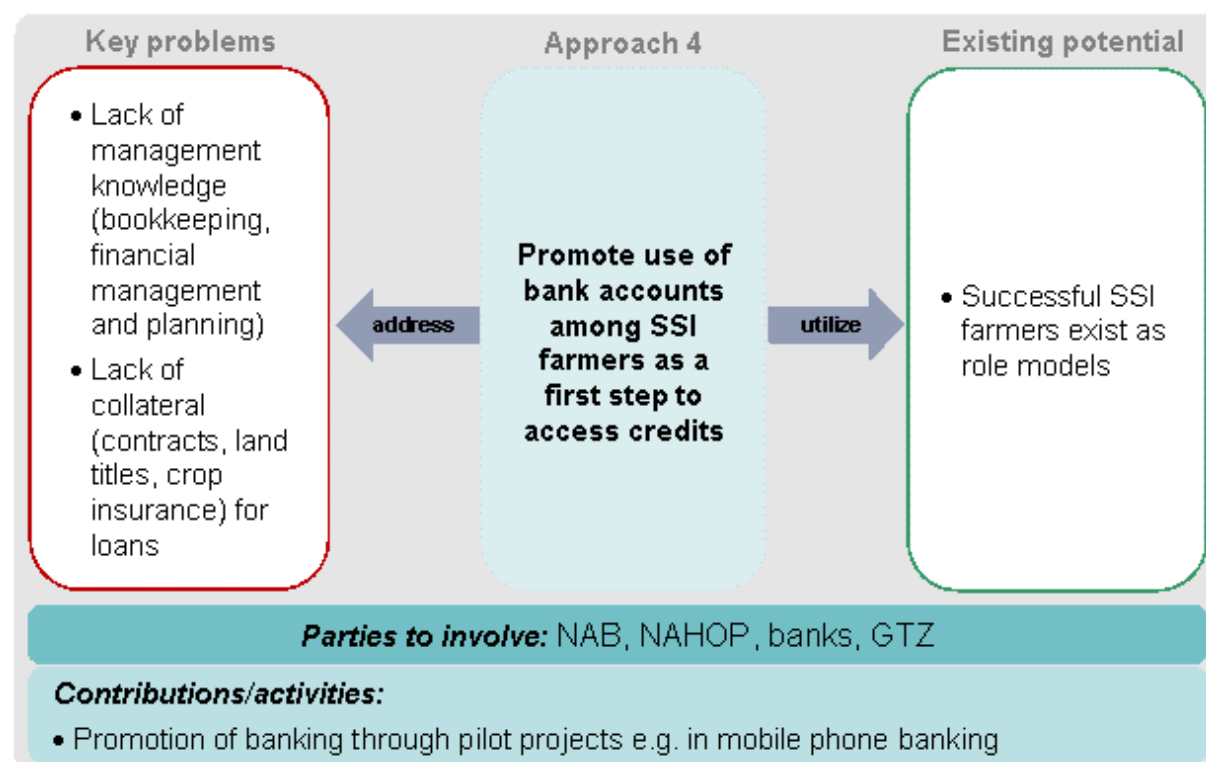 Key problems
Approach 4
Existing potential
• Lack of
management
knowledge
(bookkeeping,
financial
management
and planning)
• Lack of
collateral
(contracts, land
titles, crop
insurance) for
loans
address
Promote use of
bank accounts
among SSI
farmers as a
first step to
access credits
utilize
• Successful SSI
farmers exist as
role models
Parties to involve: NAB, NAHOP, banks, GTZ
Contributions/activities:
• Promotion of banking through pilot projects e.g. in mobile phone banking